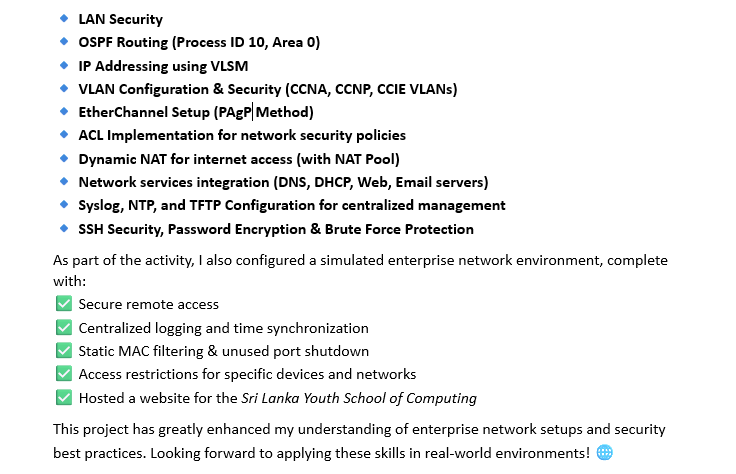 🔹 LAN Security
🔹 OSPF Routing (Process ID 10, Area 0)
🔹 IP Addressing using VLSM
🔹 VLAN Configuration & Security (CCNA, CCNP, CCIE VLANs)
🔹 EtherChannel Setup (PAgP Method)
🔹 ACL Implementation for network security policies
🔹 Dynamic NAT for internet access (with NAT Pool)
🔹 Network services integration (DNS, DHCP, Web, Email servers)
🔹 Syslog, NTP, and TFTP Configuration for centralized management
🔹 SSH Security, Password Encryption & Brute Force Protection
As part of the activity, I also configured a simulated enterprise network environment, complete
with:
✅ Secure remote access
✅ Centralized logging and time synchronization
✅ Static MAC filtering & unused port shutdown
✅ Access restrictions for specific devices and networks
✅ Hosted a website for the Sri Lanka Youth School of Computing
This project has greatly enhanced my understanding of enterprise network setups and security
best practices. Looking forward to applying these skills in real-world environments! 🌐